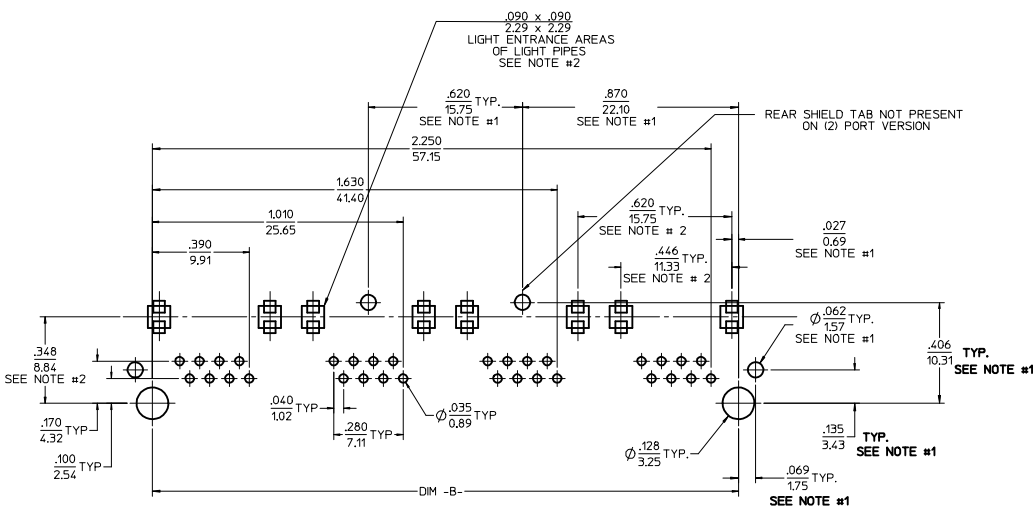 .090 x .090
2.29 x 2.29
LIGHT ENTRANCE AREAS
OF LIGHT PIPES
SEE NOTE #2
.620
15.75 TYP.
SEE NOTE #1
.870
22.10
SEE NOTE #1
REAR SHIELD TAB NOT PRESENT
ON (2) PORT VERSION
2.250
57.15
1.630
41.40
1.010
25.65
.390
9.91
.620
15.75 TYP.
SEE NOTE # 2
.446
11.33 TYP.
SEE NOTE # 2
.027
0.69
SEE NOTE #1
Ø .062
1.57 TYP.
SEE NOTE #1
.406
10.31 TYP.
SEE NOTE #1
.348
8.84
SEE NOTE #2
.170
4.32 TYP
.100
2.54 TYP
.040
1.02 TYP
.280
7.11 TYP
Ø .035
0.89 TYP
Ø .128
3.25 TYP.
.135
3.43 TYP.
SEE NOTE #1
.069
1.75 TYP.
SEE NOTE #1
DIM -B-